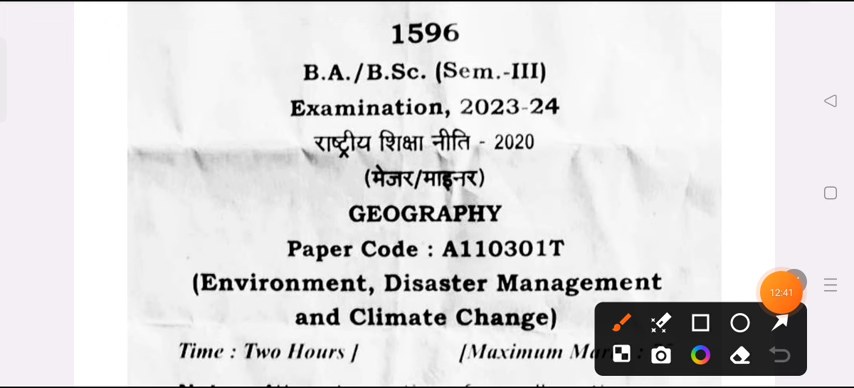 1596
B.A./B.Sc. (Sem.-III)
Examination, 2023-24
राष्ट्रीय शिक्षा नीति - 2020
(मेजर/माइनर)
GEOGRAPHY
Paper Code : A110301T
(Environment, Disaster Management
and Climate Change)
Time : Two Hours ]
[Maximum
12:41